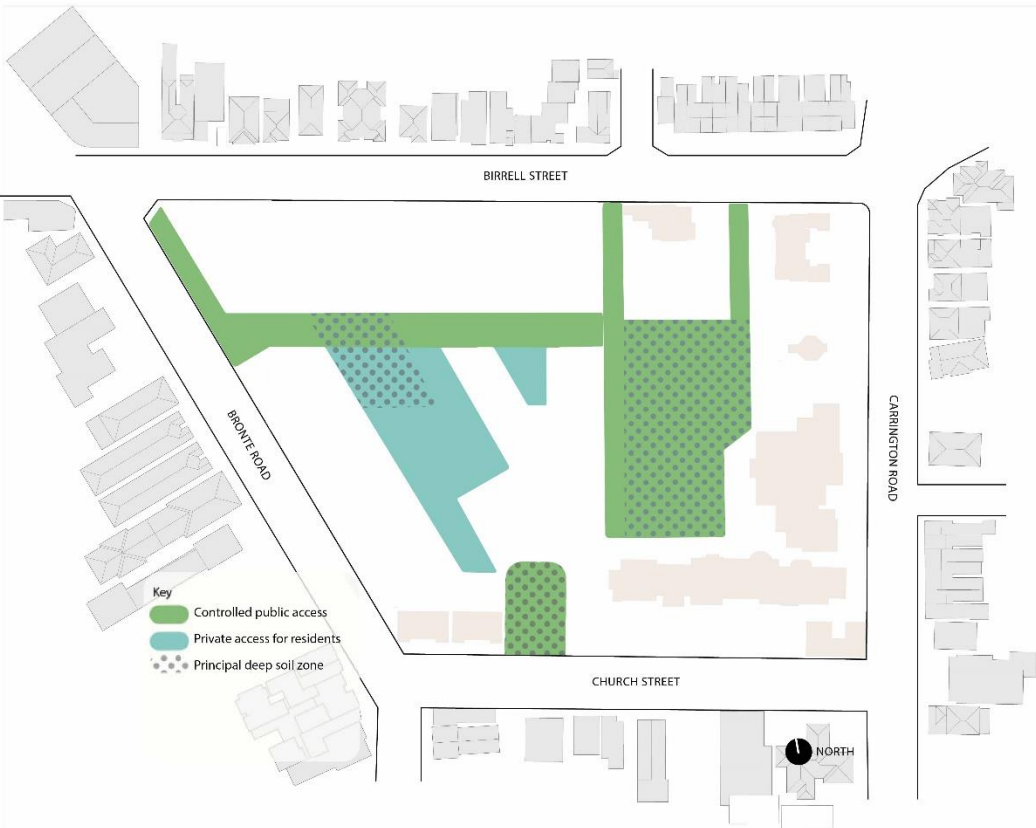 BIRRELL STREET
BRONTE ROAD
CARRINGTON ROAD
Key
Controlled public access
Private access for residents
Principal deep soil zone
CHURCH STREET
NORTH